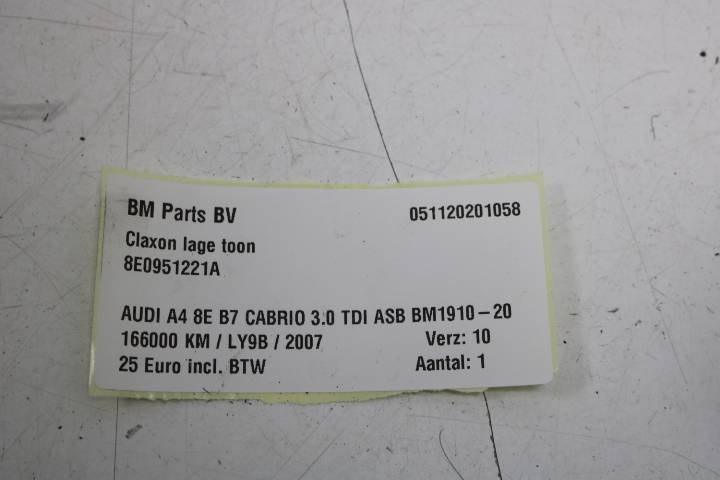 BM Parts BV 051120201058
Claxon lage toon
8E0951221A
AUDI A4 8E B7 CABRIO 3.0 TDI ASB BM1910-20
166000 KM / LY9B / 2007 Verz: 10
25 Euro incl. BTW Aantal: 1